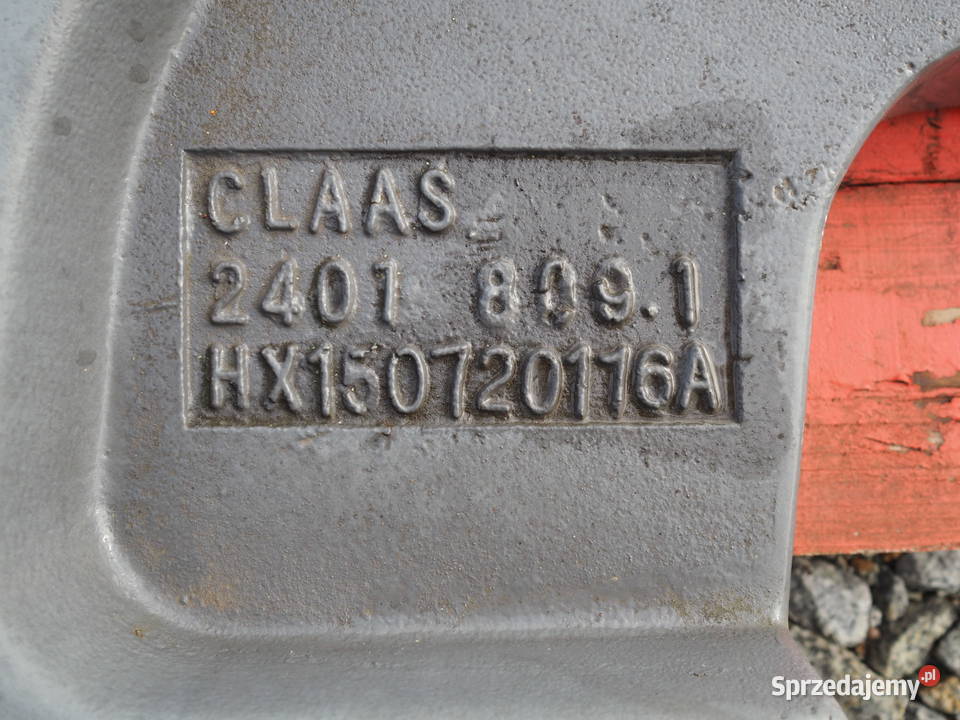 CLAAS
2401 809.1
HX150720116A
Sprzedajemy.pl